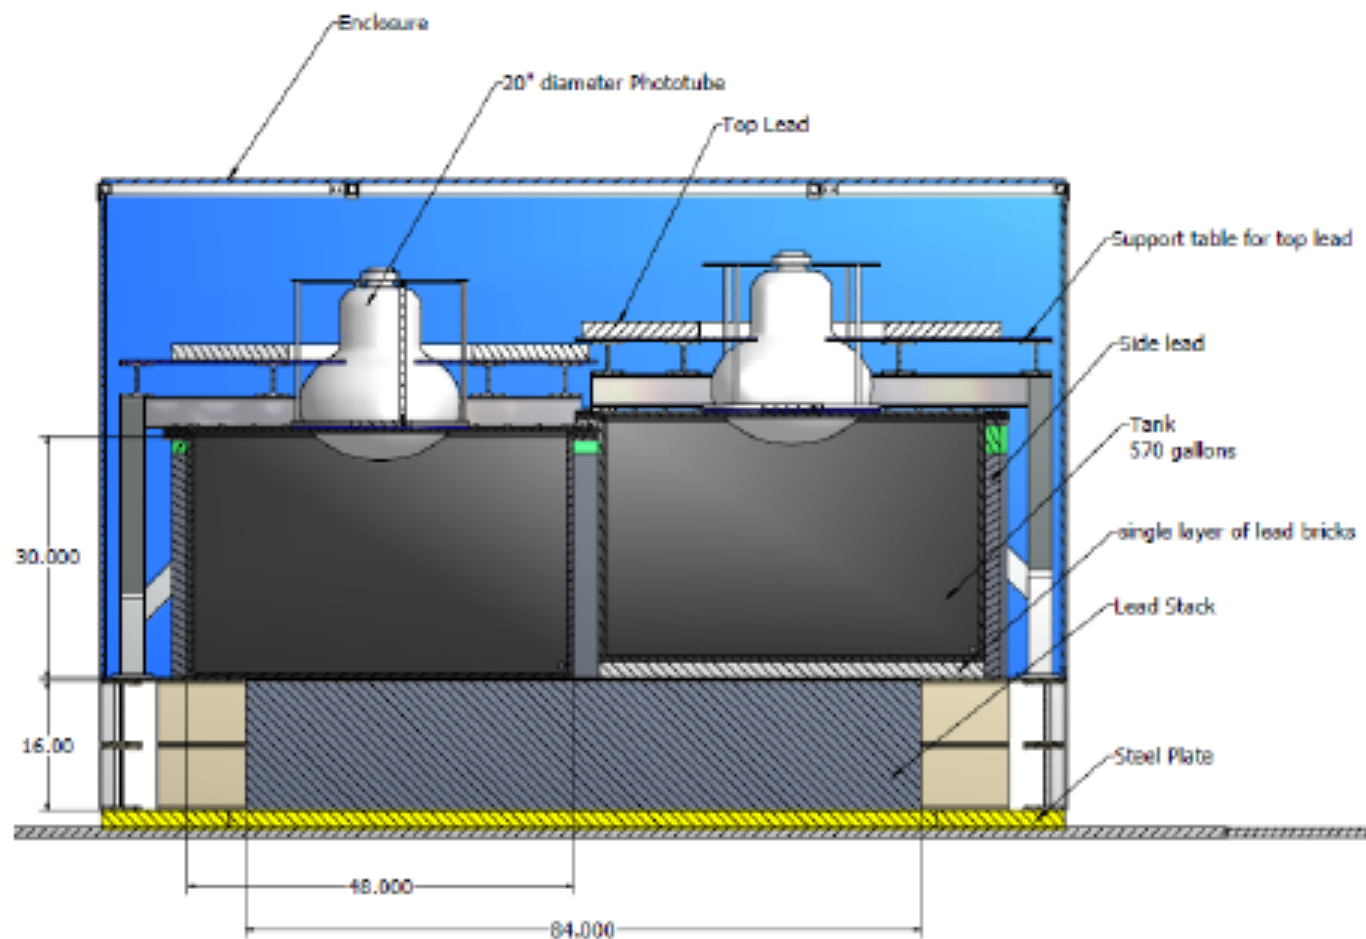 Enclosure
20" diameter Phototube
Top Lead
Support table for top lead
Side lead
Tank
570 gallons
single layer of lead bricks
30.000
Lead Stack
16.00
Steel Plate
48.000
84.000